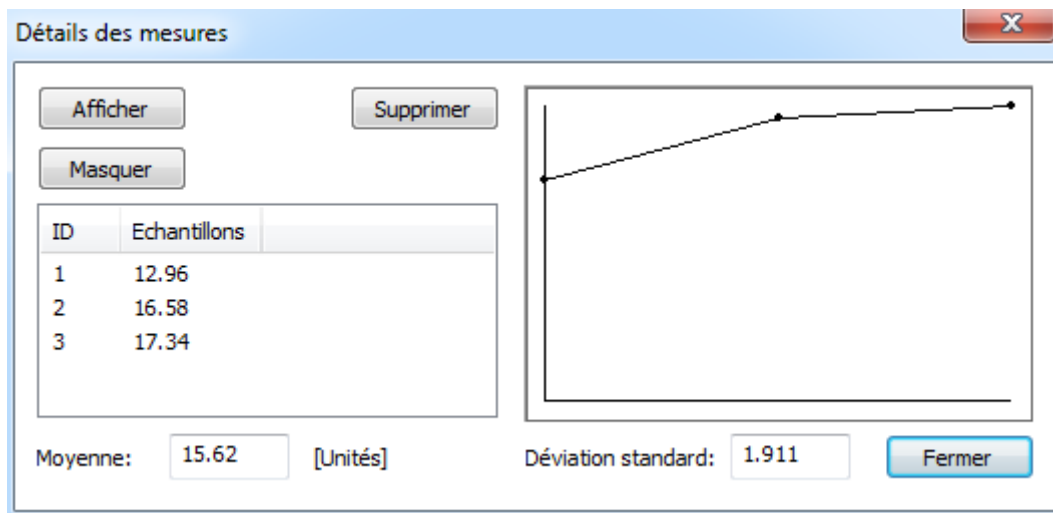 Détails des mesures
Afficher
Supprimer
Masquer
ID Echantillons
1 12.96
2 16.58
3 17.34
Moyenne: 15.62 [Unités] Déviation standard: 1.911 Fermer